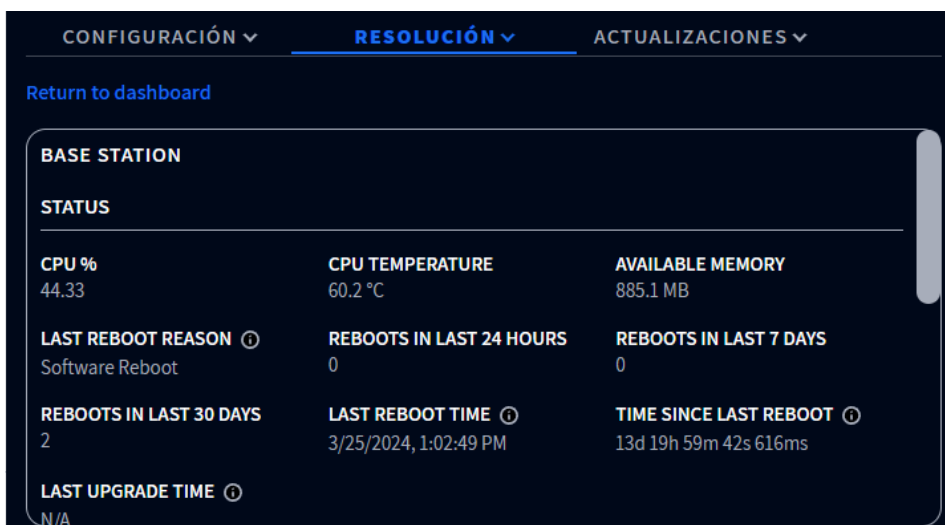 CONFIGURACIÓN RESOLUCIÓN ACTUALIZACIONES
Return to dashboard
BASE STATION
STATUS
CPU % CPU TEMPERATURE AVAILABLE MEMORY
44.33 60.2 °C 885.1 MB
LAST REBOOT REASON REBOOTS IN LAST 24 HOURS REBOOTS IN LAST 7 DAYS
Software Reboot 0 0
REBOOTS IN LAST 30 DAYS LAST REBOOT TIME TIME SINCE LAST REBOOT
2 3/25/2024, 1:02:49 PM 13d 19h 59m 42s 616ms
LAST UPGRADE TIME
N/A